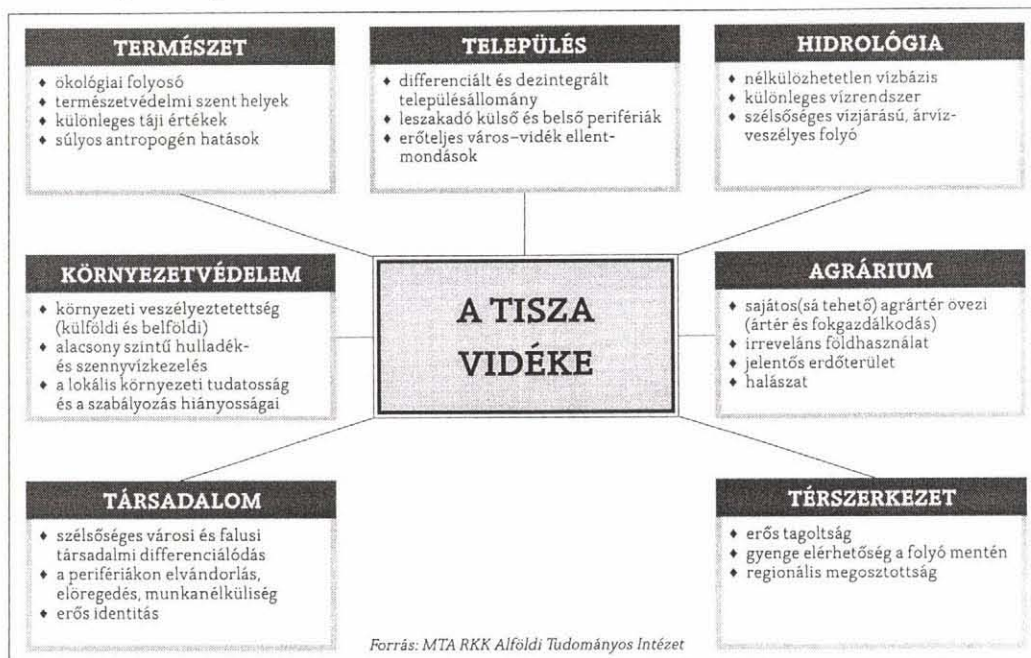 TERMÉSZET
♦ ökológiai folyosó
♦ természetvédelmi szent helyek
♦ különleges táji értékek
♦ súlyos antropogén hatások
TELEPÜLÉS
♦ differenciált és dezintegrált
településállomány
♦ leszakadó külső és belső perifériák
♦ erőteljes város–vidék ellent-
mondások
HIDROLÓGIA
♦ nélkülözhetetlen vízbázis
♦ különleges vízrendszer
♦ szélsőséges vízjárású, árvíz-
veszélyes folyó
KÖRNYEZETVÉDELEM
♦ környezeti veszélyeztetettség
(külföldi és belföldi)
♦ alacsony szintű hulladék-
és szennyvízkezelés
♦ a lokális környezeti tudatosság
és a szabályozás hiányosságai
A TISZA
VIDÉKE
AGRÁRIUM
♦ sajátos(sá tehető) agrártér övezi
(ártér és fokgazdálkodás)
♦ irreveláns földhasználat
♦ jelentős erdőterület
♦ halászat
TÁRSADALOM
♦ szélsőséges városi és falusi
társadalmi differenciálódás
♦ a perifériákon elvándorlás,
elöregedés, munkanélküliség
♦ erős identitás
TÉRSZERKEZET
♦ erős tagoltság
♦ gyenge elérhetőség a folyó mentén
♦ regionális megosztottság
Forrás: MTA RKK Alföldi Tudományos Intézet